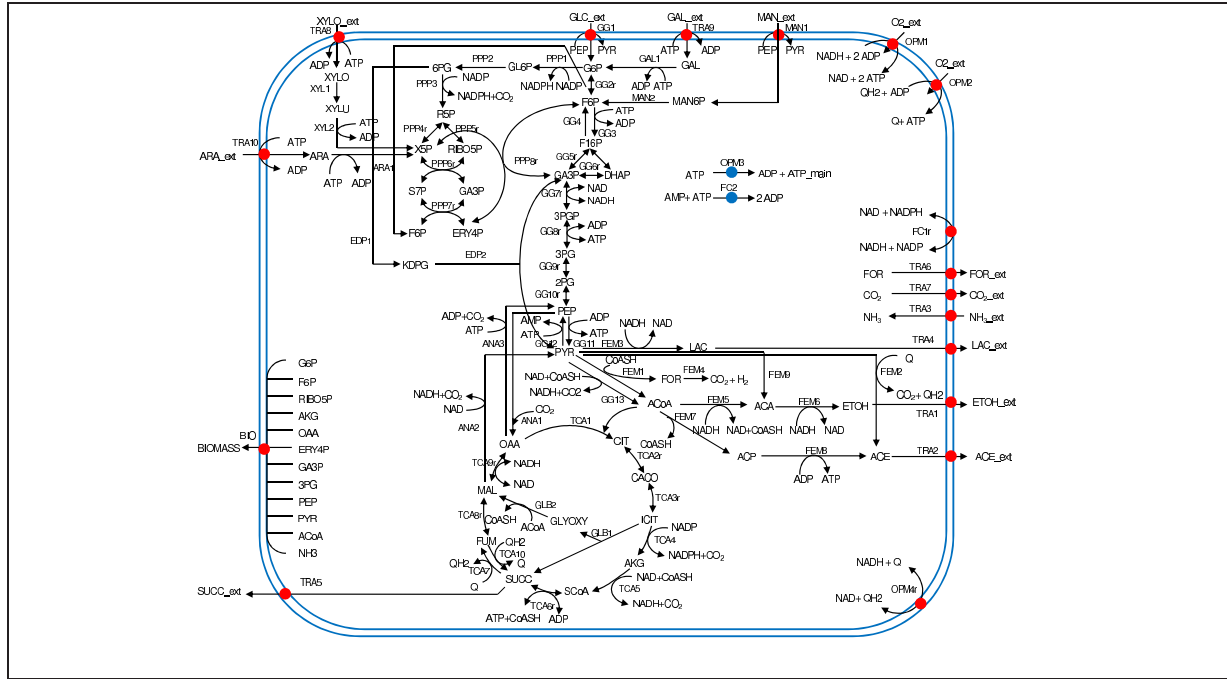 XYLO_ext
GLC_ext
GAL_ext
MAN_ext
O2_ext
TRA8
GG1
TRA9
MAN1
OPM1
ADP
ATP
PEP
PYR
ATP
ADP
PEP
PYR
NADH + 2 ADP
NAD + 2 ATP
O2_ext
OPM2
QH2 + ADP
Q+ ATP
XYLO
XYL1
XYLU
XYL2
ATP
ADP
6PG
PPP2
GL6P
PPP1
G6P
GAL1
GAL
NADPH
NADP
ADP
ATP
PPP3
NADP
NADPH+CO2
GG2r
F6P
MAN2
MAN6P
R5P
ATP
ADP
GG4
GG3
F16P
TRA10
ATP
ADP
ARA_ext
ARA
ATP
ADP
ARA1
PPP4r
PPP5r
X5P
RIBO5P
PPP6r
S7P
GA3P
PPP7r
F6P
ERY4P
PPP8r
GG5r
GG6r
GA3P
DHAP
OPM3
ATP
ADP + ATP_main
FC2
AMP+ ATP
2 ADP
GG7r
NAD
NADH
3PGP
GG8r
ADP
ATP
3PG
GG9r
2PG
GG10r
PEP
EDP1
KDPG
EDP2
NAD + NADPH
FC1r
NADH + NADP
FOR
TRA6
FOR_ext
CO2
TRA7
CO2_ext
NH3
TRA3
NH3_ext
ADP+CO2
ATP
ANA3
AMP
ATP
ADP
ATP
GG12
GG11
PYR
FEM3
NADH
NAD
LAC
TRA4
LAC_ext
CoASH
NAD+CoASH
NADH+CO2
FEM1
FOR
FEM4
CO2 + H2
FEM9
Q
FEM2
CO2+ QH2
GG13
ACoA
FEM5
NADH
NAD+CoASH
ACA
FEM6
NADH
NAD
ETOH
TRA1
ETOH_ext
FEM7
CoASH
ACP
FEM8
ADP
ATP
ACE
TRA2
ACE_ext
G6P
F6P
RIBO5P
AKG
OAA
BIO
BIOMASS
ERY4P
GA3P
3PG
PEP
PYR
ACoA
NH3
NADH+CO2
NAD
ANA2
CO2
ANA1
OAA
TCA1
CIT
TCA2r
CACO
TCA3r
ICIT
TCA9r
NADH
NAD
MAL
GLB2
CoASH
ACoA
GLYOXY
GLB1
TCA8r
FUM
QH2
TCA10
Q
QH2
TCA7
Q
SUCC
TCA4
NADP
NADPH+CO2
AKG
NAD+CoASH
TCA5
NADH+CO2
SCoA
TCA6r
ATP+CoASH
ADP
TRA5
SUCC_ext
NADH + Q
OPM4r
NAD+ QH2